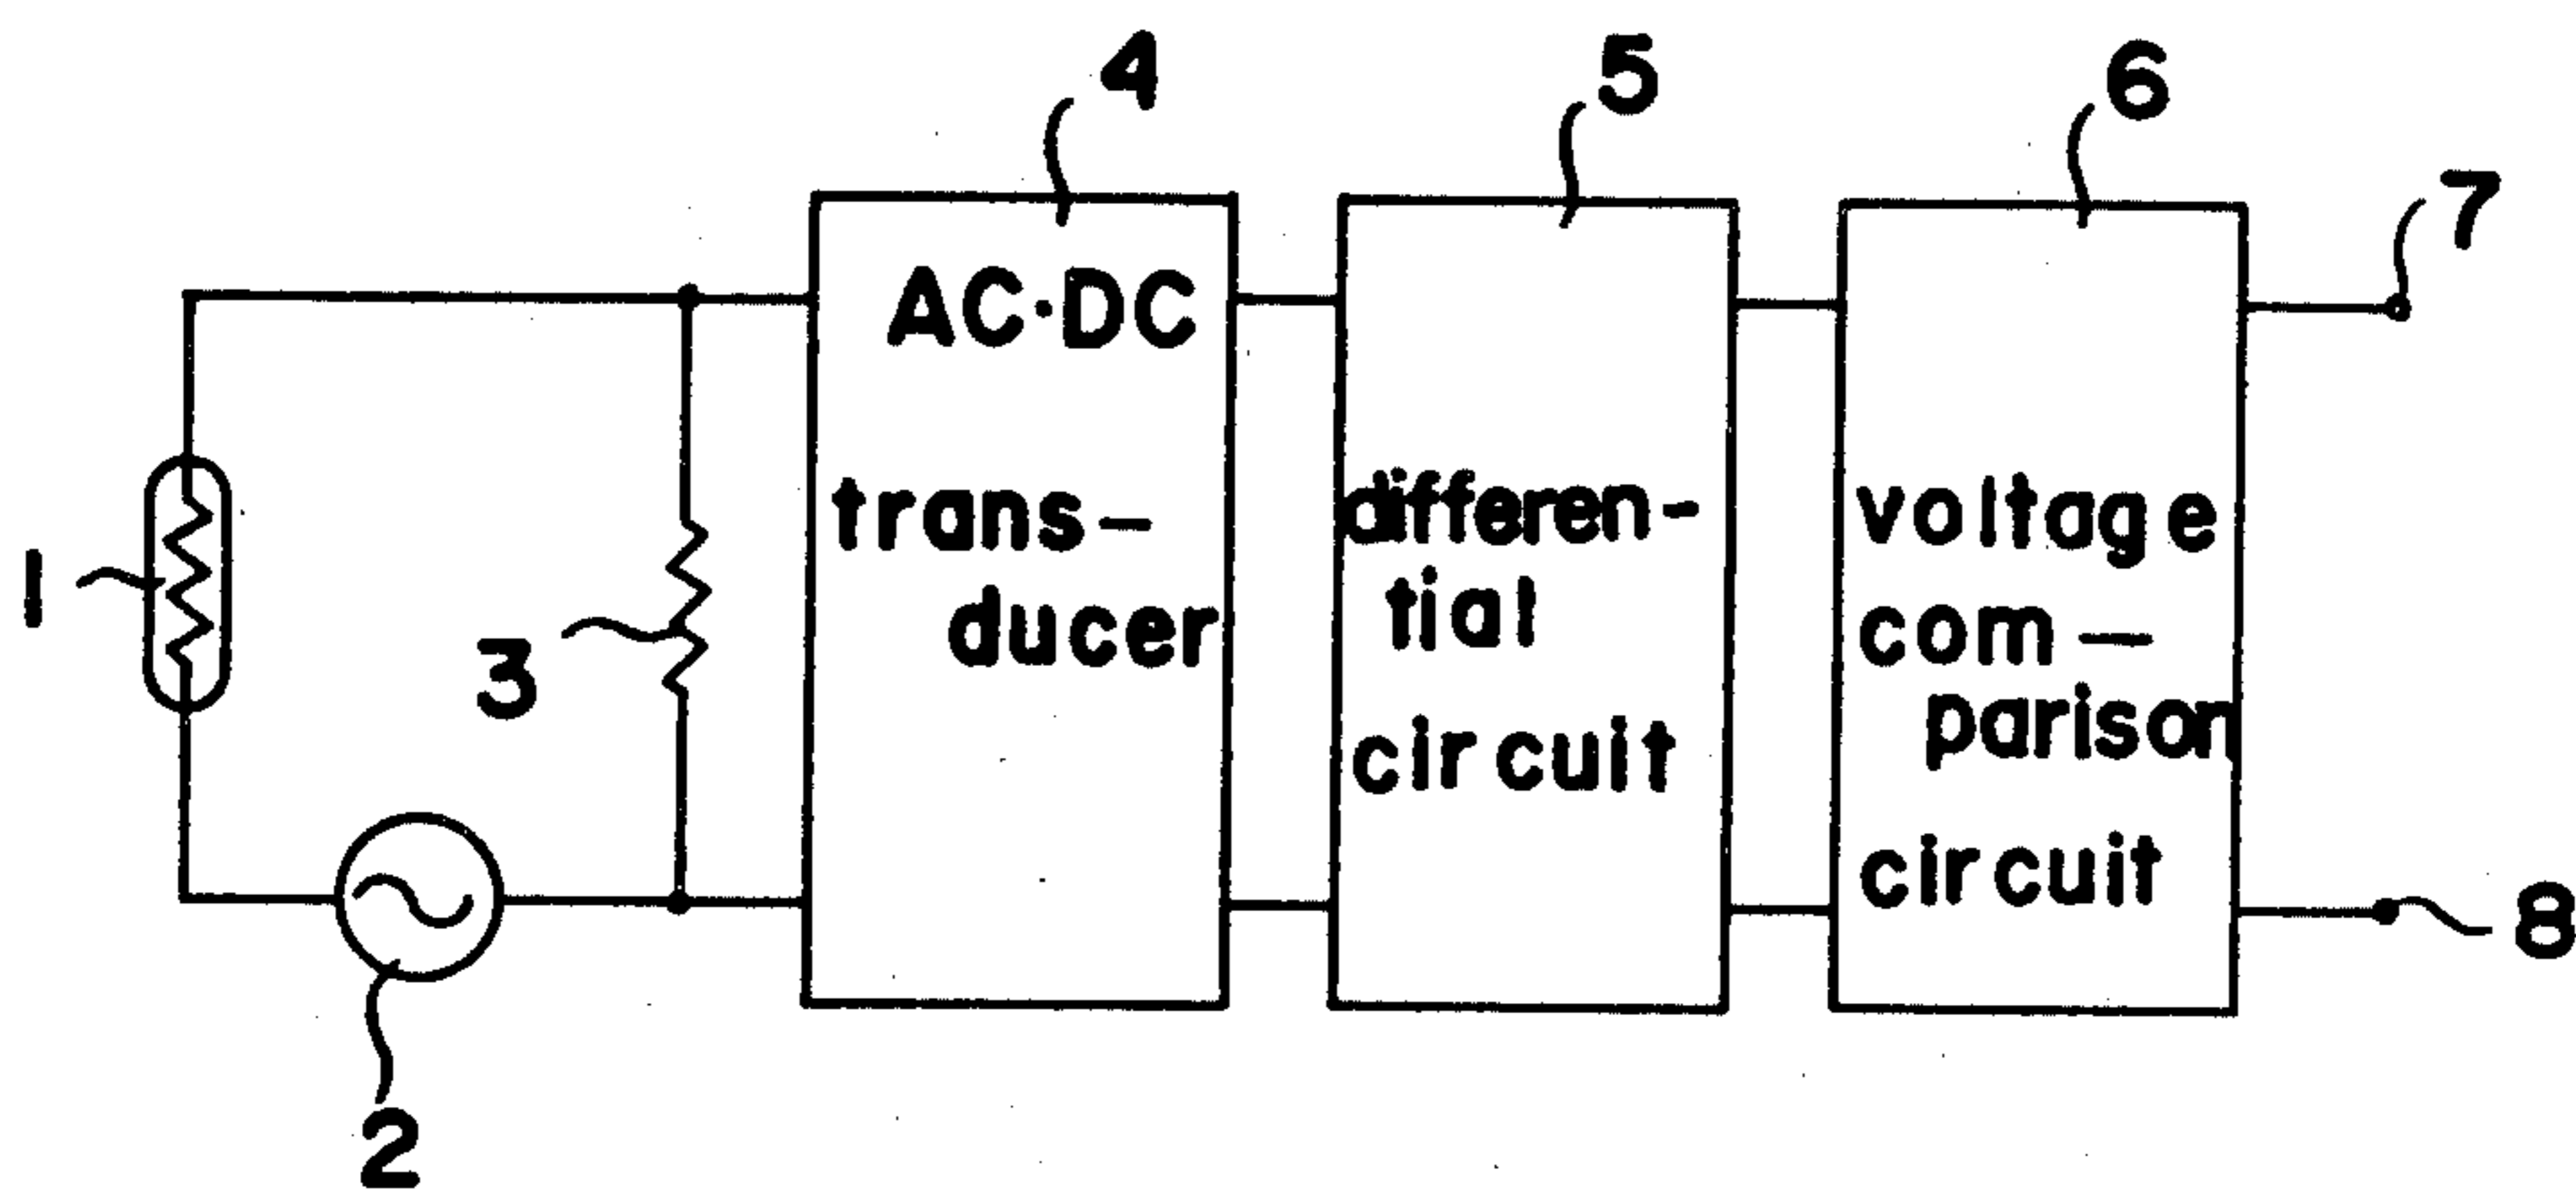 4
5
6
7
AC·DC
trans-
ducer
differen-
tial
circuit
voltage
com-
parison
circuit
1
3
2
8